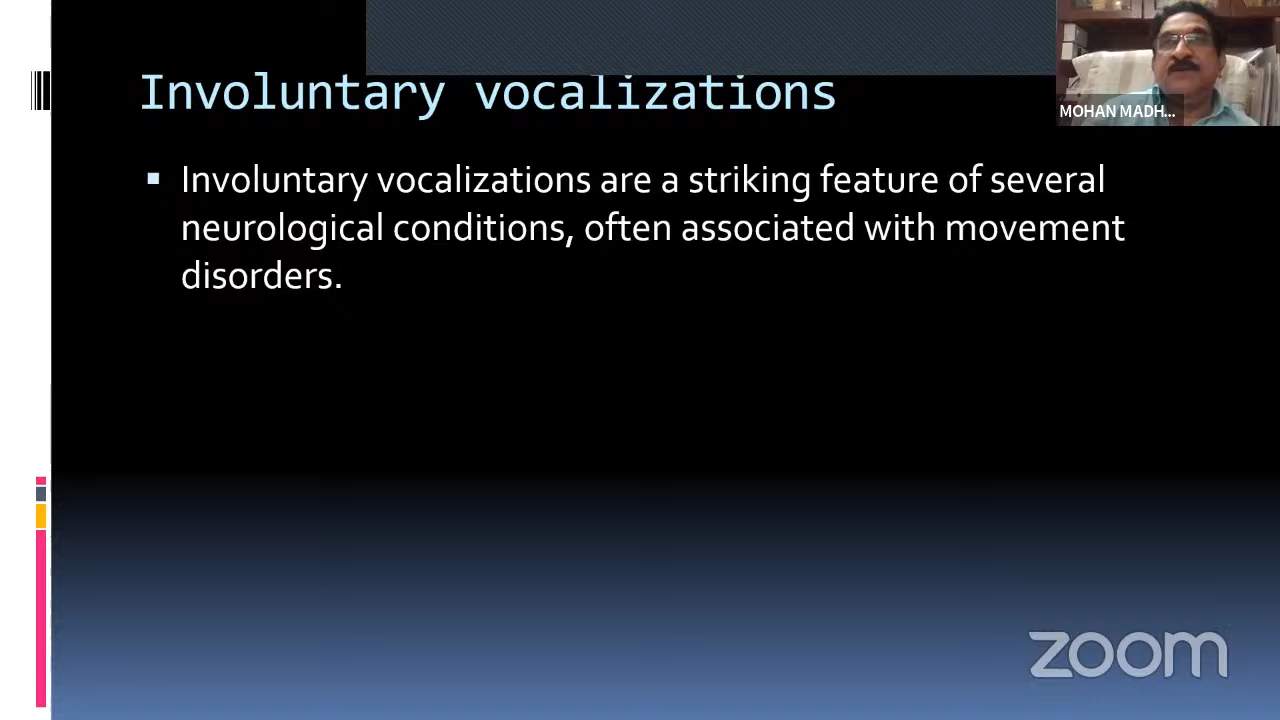 Involuntary vocalizations
MOHAN MADH...
Involuntary vocalizations are a striking feature of several
neurological conditions, often associated with movement
disorders.
zoom